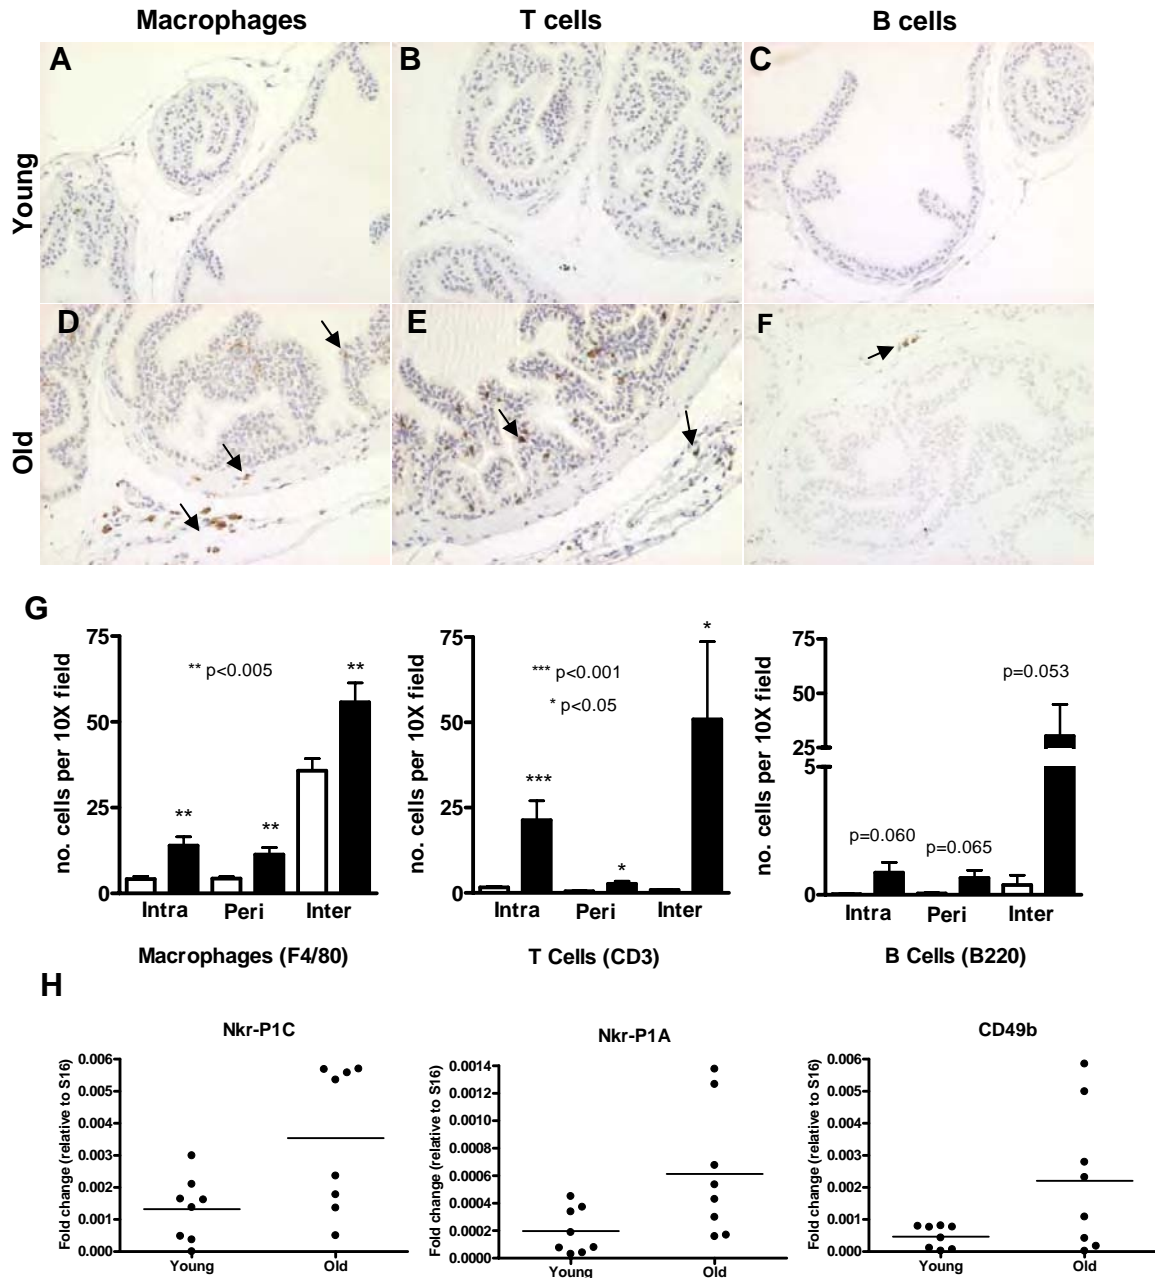 Macrophages T cells B cells
A B C
Young
D E F
Old
G
75
50
25
0
no. cells per 10X field
** p<0.005
** ** **
Intra Peri Inter
Macrophages (F4/80)
75
50
25
0
no. cells per 10X field
*** p<0.001
* p<0.05
*** * *
Intra Peri Inter
T Cells (CD3)
75
50
25
5
0
no. cells per 10X field
p=0.053
p=0.060
p=0.065
Intra Peri Inter
B Cells (B220)
H
Nkr-P1C
Fold change (relative to S16)
0.006
0.005
0.004
0.003
0.002
0.001
0.000
Young Old
Nkr-P1A
Fold change (relative to S16)
0.0014
0.0012
0.0010
0.0008
0.0006
0.0004
0.0002
0.0000
Young Old
CD49b
Fold change (relative to S16)
0.006
0.005
0.004
0.003
0.002
0.001
0.000
Young Old